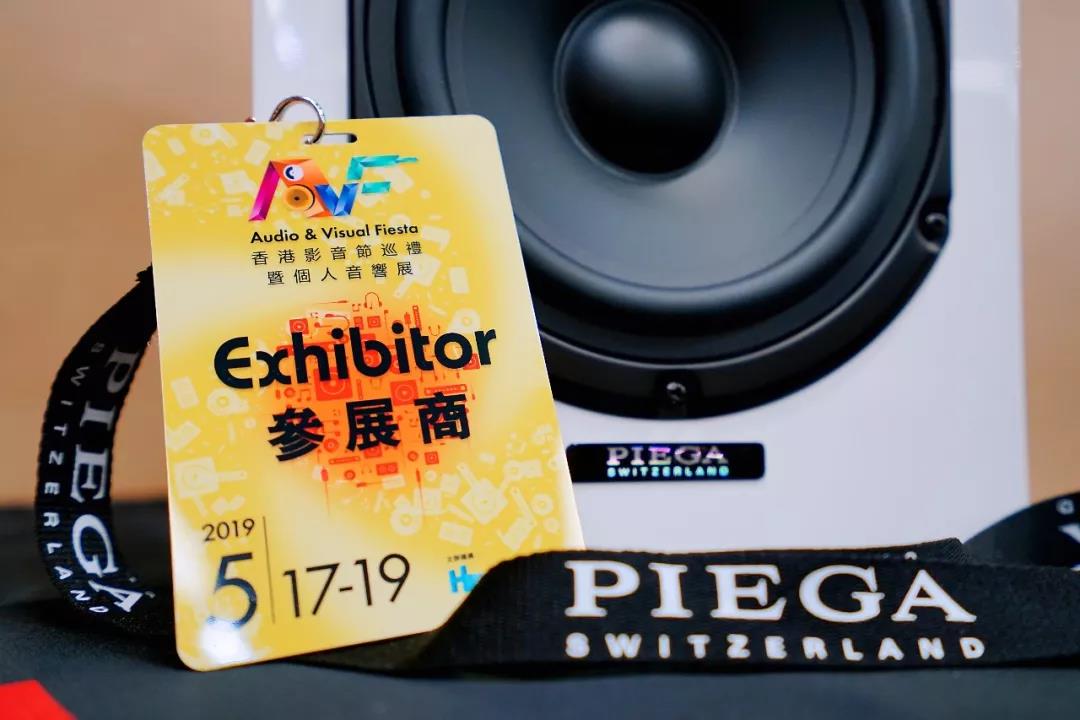 AVF
Audio & Visual Fiesta
香港影音節巡禮
暨個人音響展
Exhibitor
參展商
2019
5
17-19
PIEGA
SWITZERLAND
PIEGA
SWITZERLAND
PIEGA
SWITZERLAND